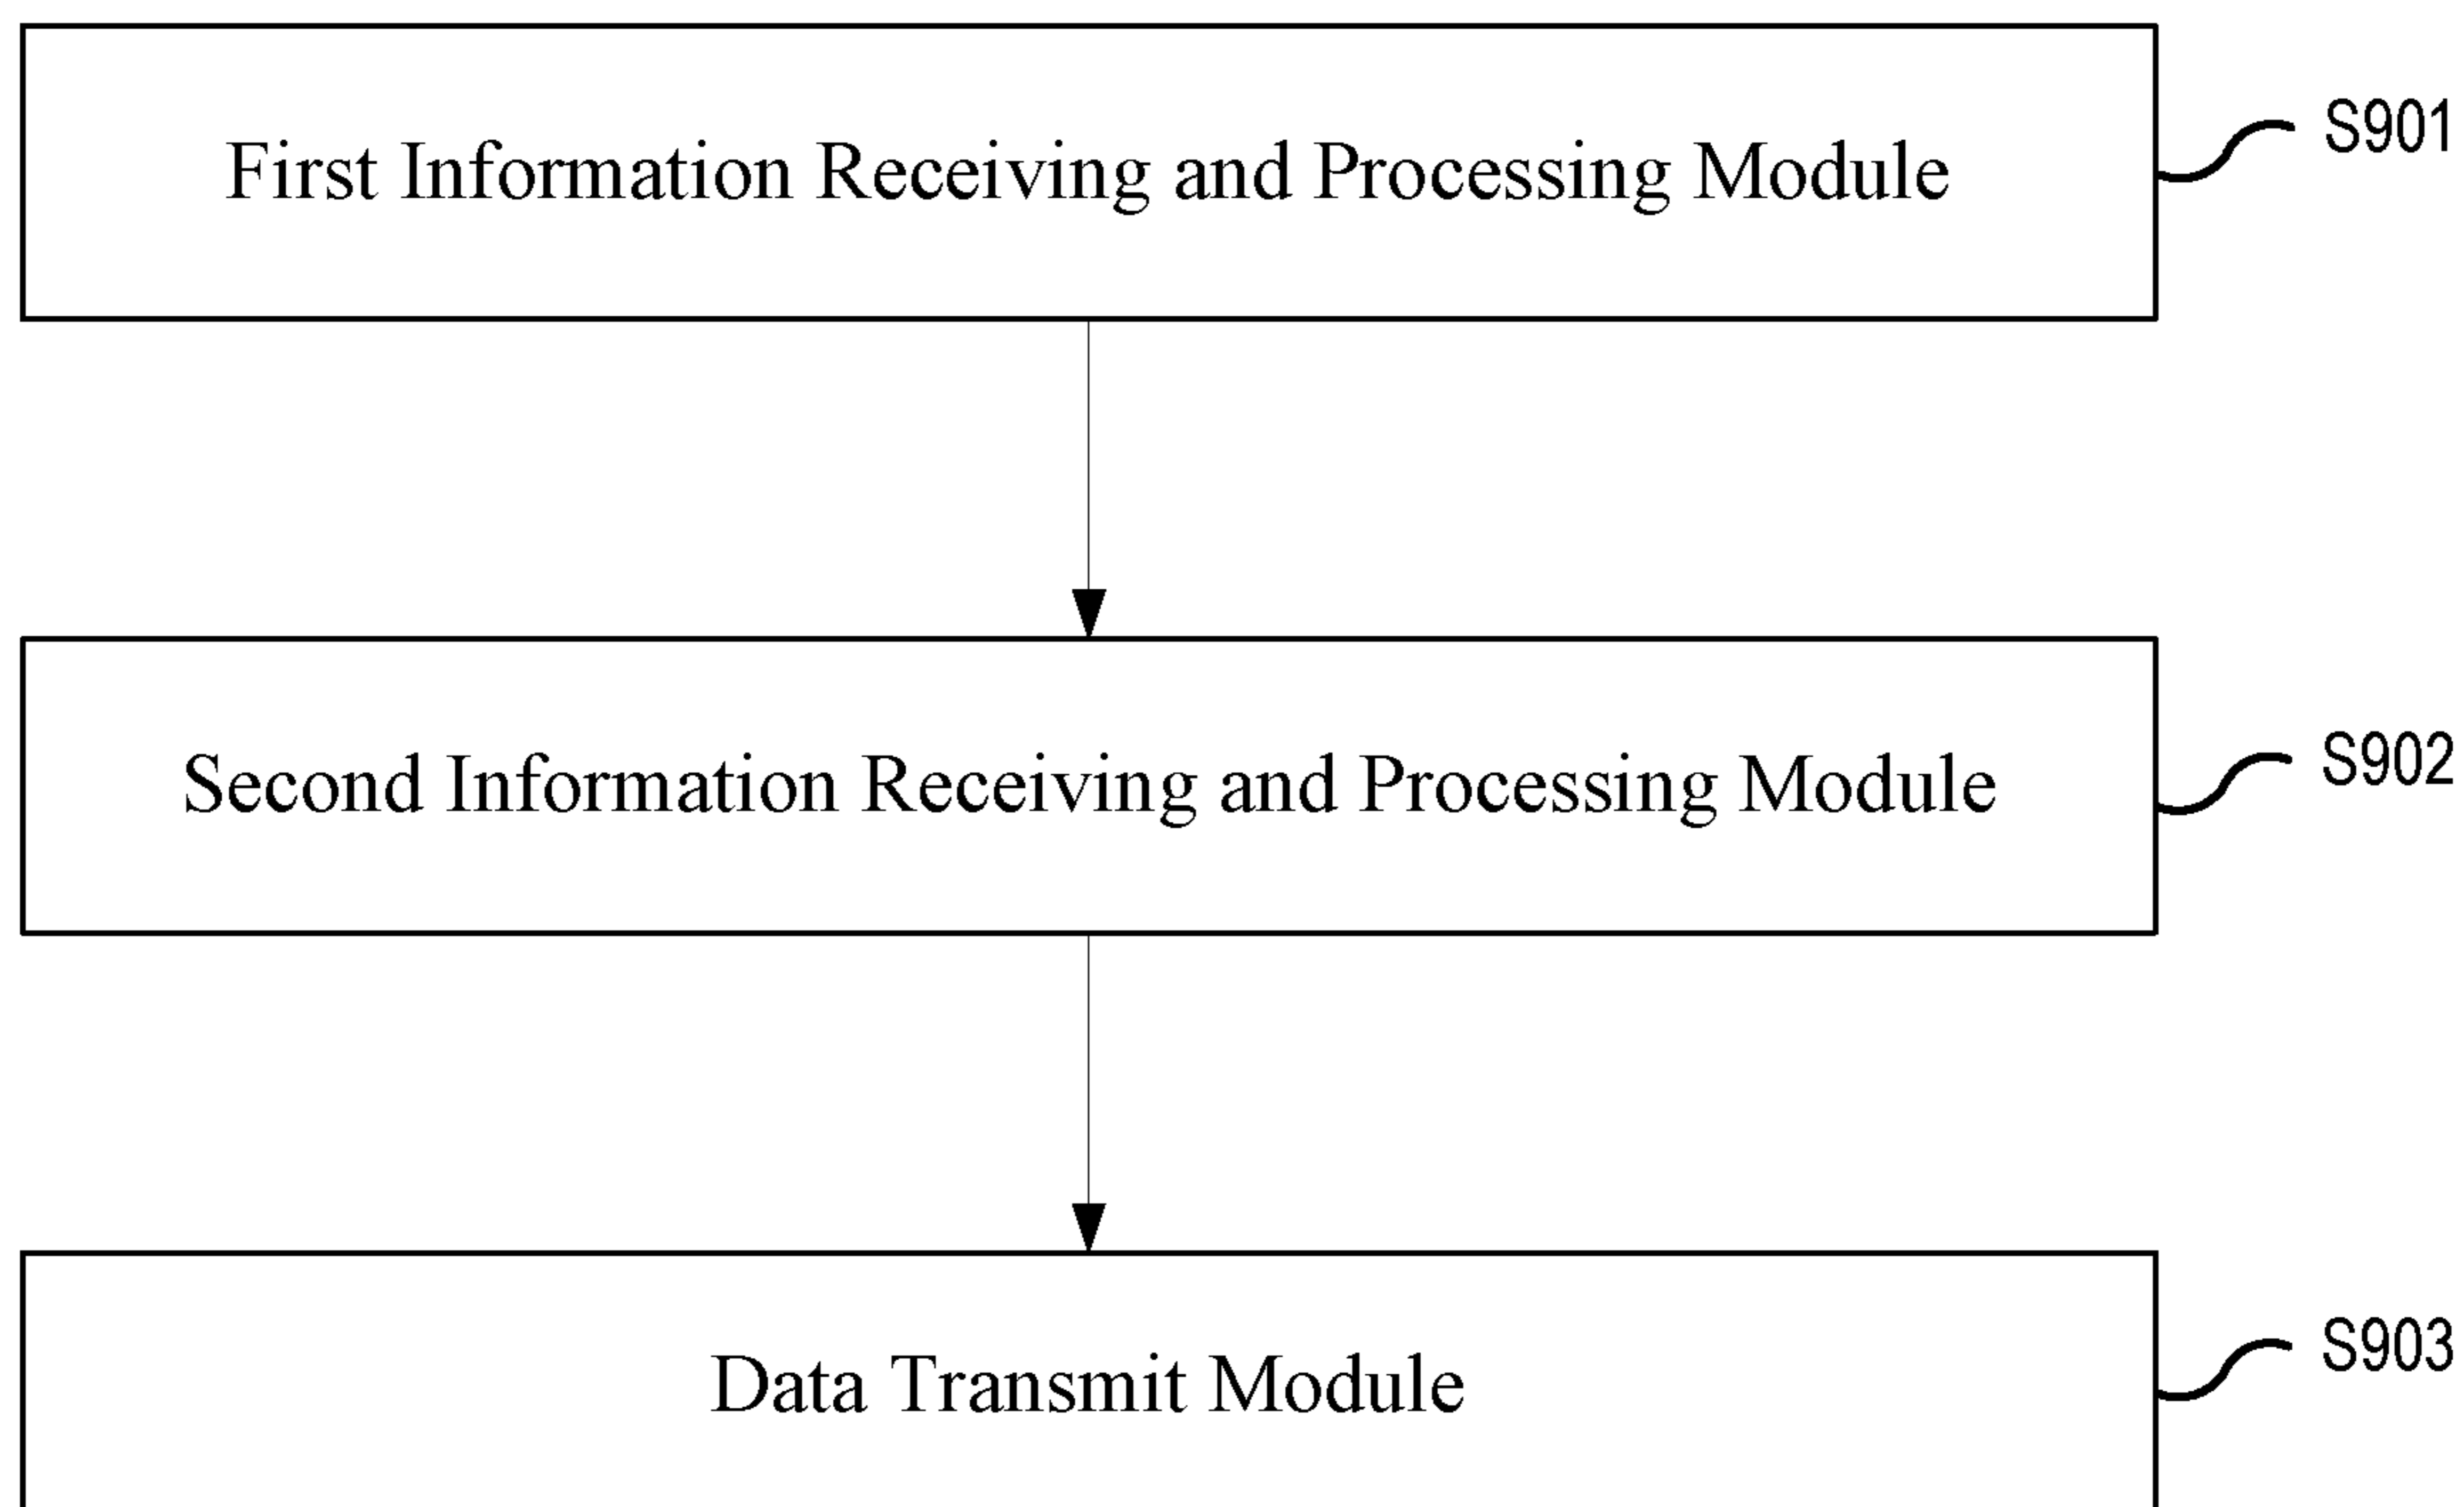 First Information Receiving and Processing Module
S901
Second Information Receiving and Processing Module
S902
Data Transmit Module
S903